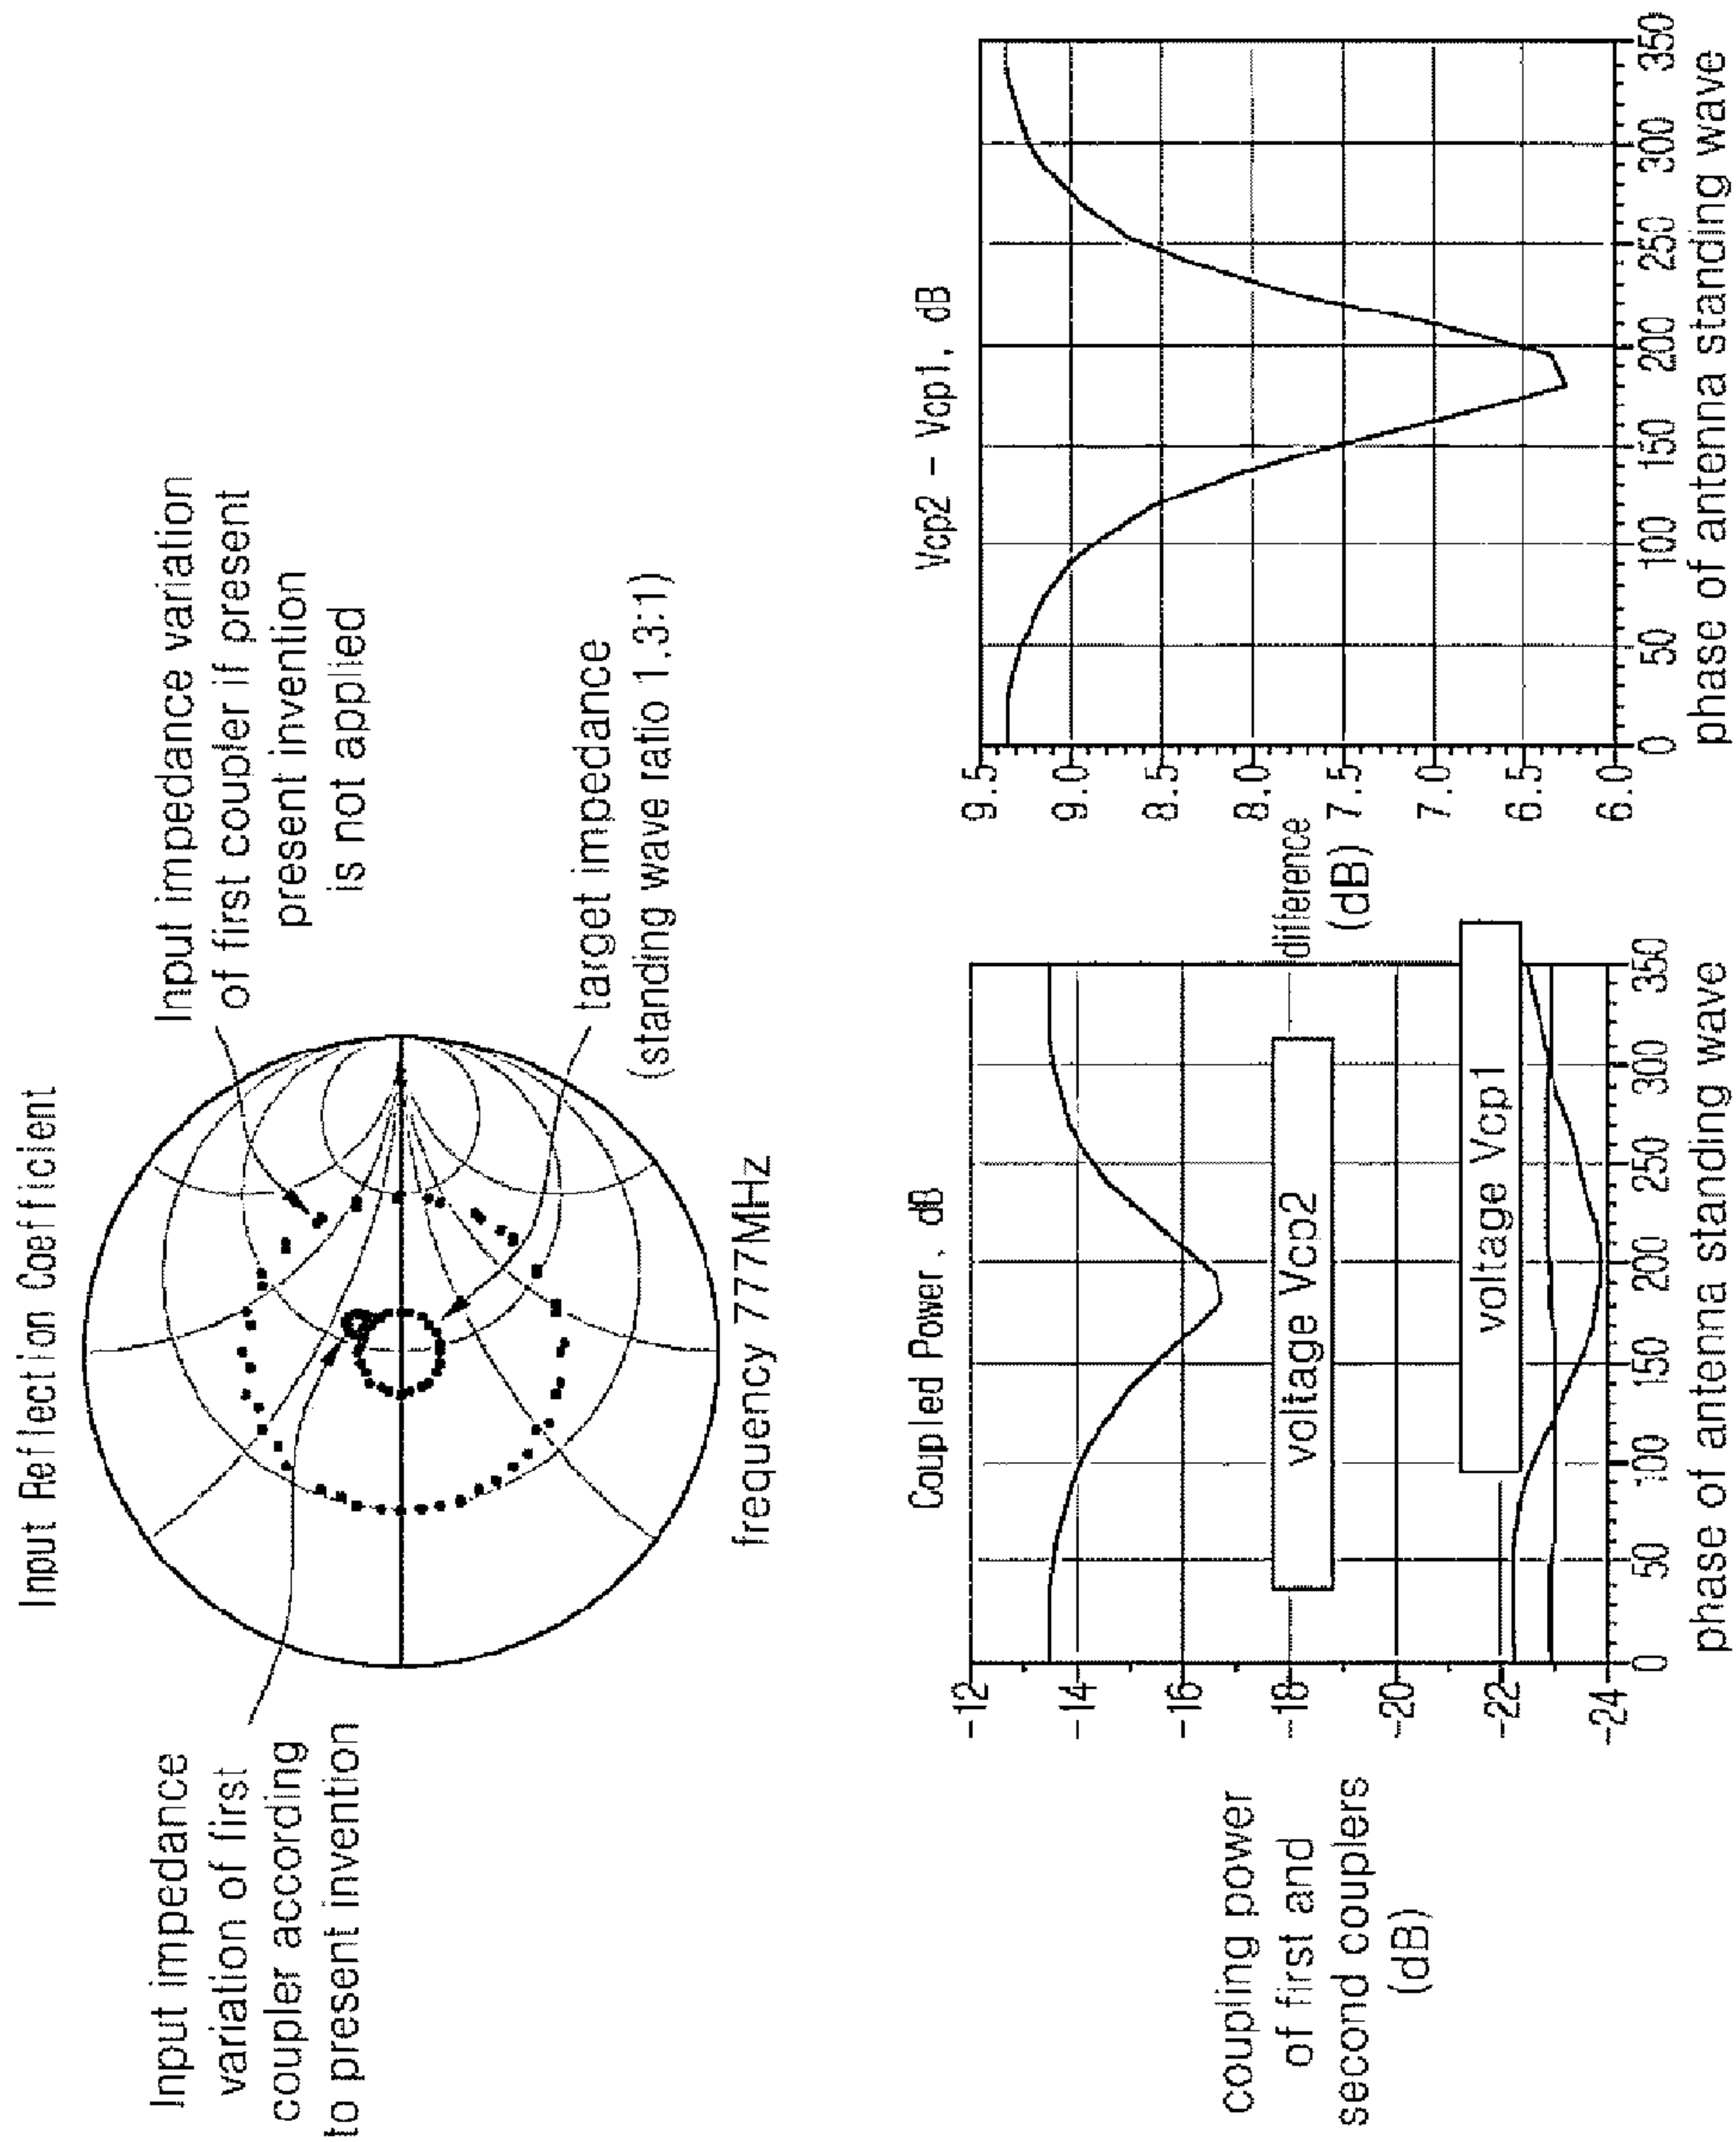 Input Reflection Coefficient
Input impedance
variation of first
coupler according
to present invention
Input impedance variation
of first coupler if present
present invention
is not applied
target impedance
(standing wave ratio 1.3:1)
frequency 777MHz
Coupled Power, dB
coupling power
of first and
second couplers
(dB)
-12
-14
-16
-18
-20
-22
-24
voltage Vcp2
voltage Vcp1
0 50 100 150 200 250 300 350
phase of antenna standing wave
Vcp2 - Vcp1, dB
difference
(dB)
9.5
9.0
8.5
8.0
7.5
7.0
6.5
6.0
0 50 100 150 200 250 300 350
phase of antenna standing wave